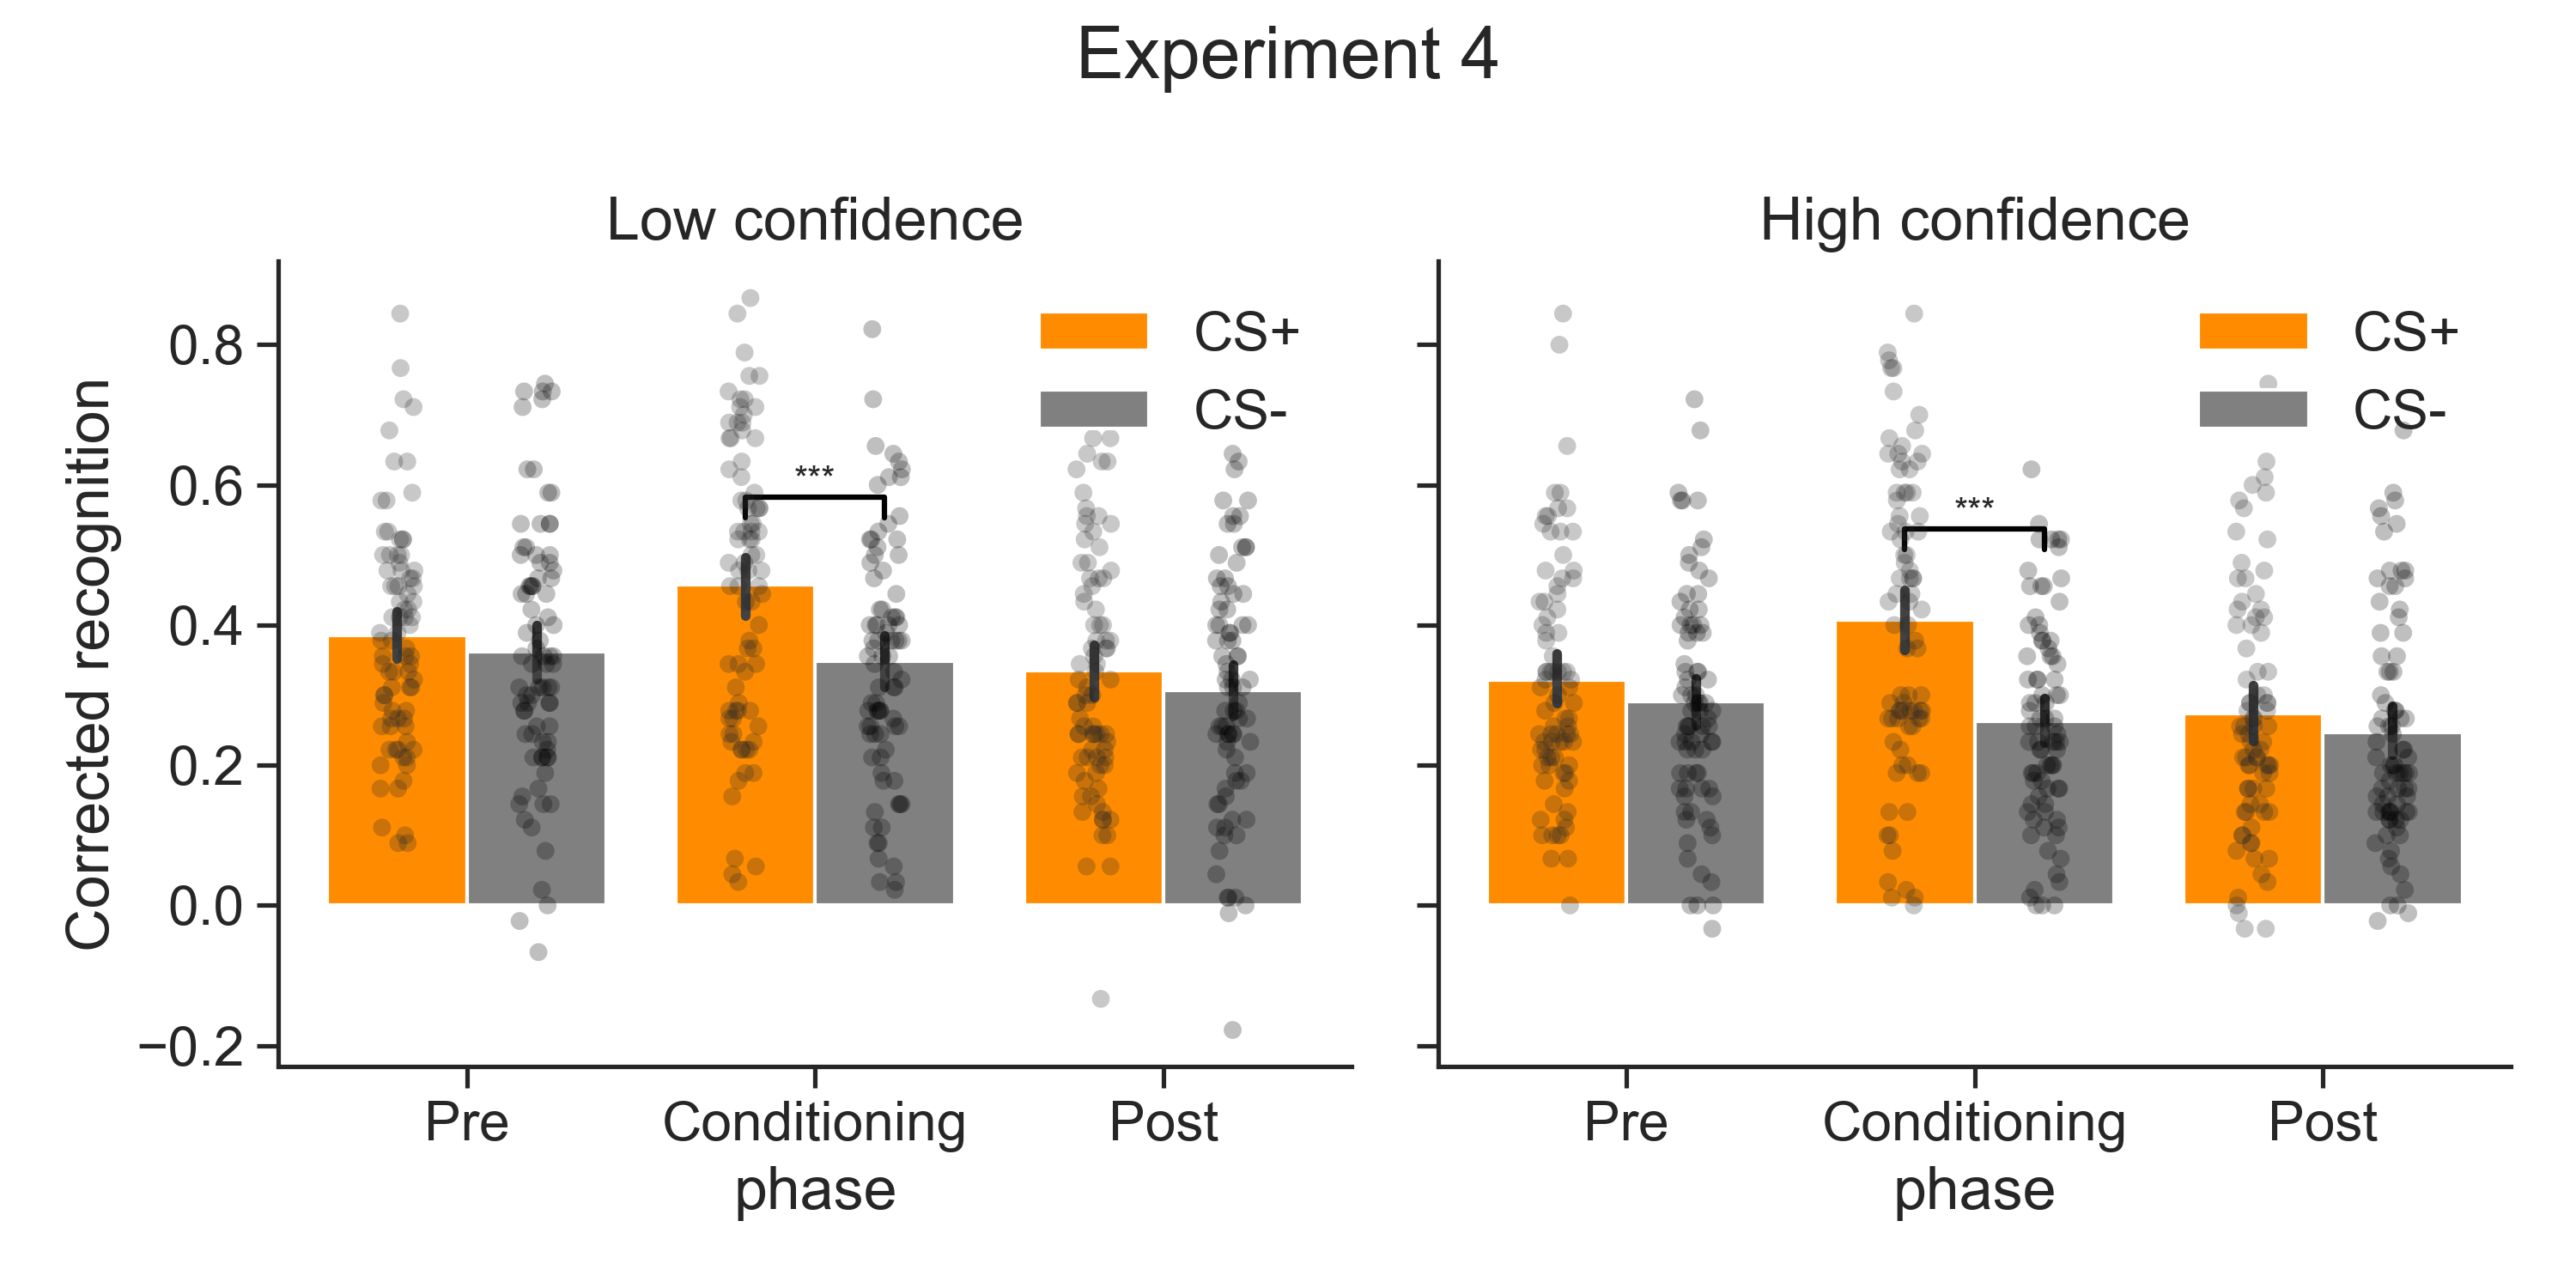 Experiment 4
Low confidence
High confidence
Corrected recognition
0.8
0.6
0.4
0.2
0.0
−0.2
CS+
CS-
***
CS+
CS-
***
Pre
Conditioning
Post
phase
Pre
Conditioning
Post
phase